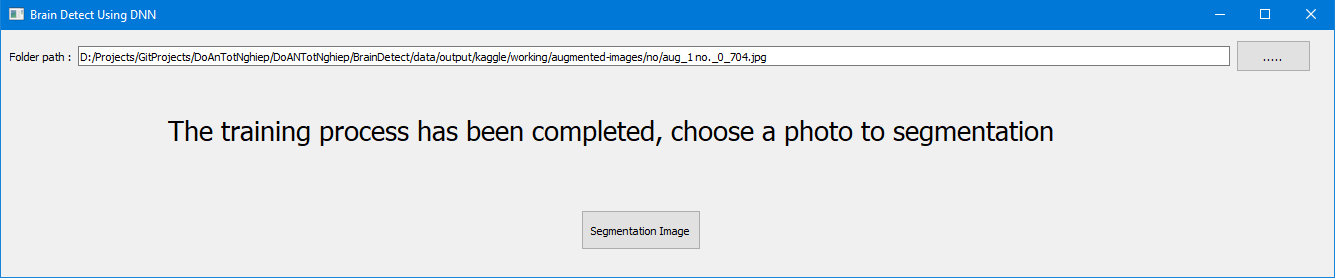 Brain Detect Using DNN
Folder path : D:/Projects/GitProjects/DoAnTotNghiep/DoANTotNghiep/BrainDetect/data/output/kaggle/working/augmented-images/no/aug_1 no._0_704.jpg .....
The training process has been completed, choose a photo to segmentation
Segmentation Image